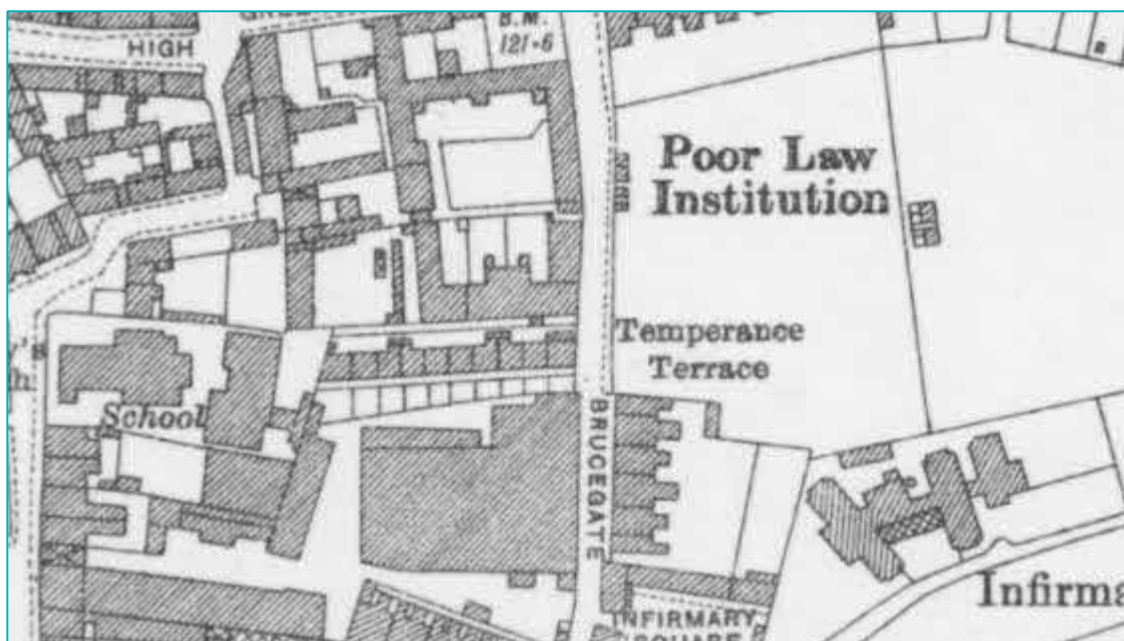 HIGH
B.M.
121·6
Poor Law
Institution
Temperance
Terrace
School
BRUCEGATE
INFIRMARY
SQUARE
Infirma